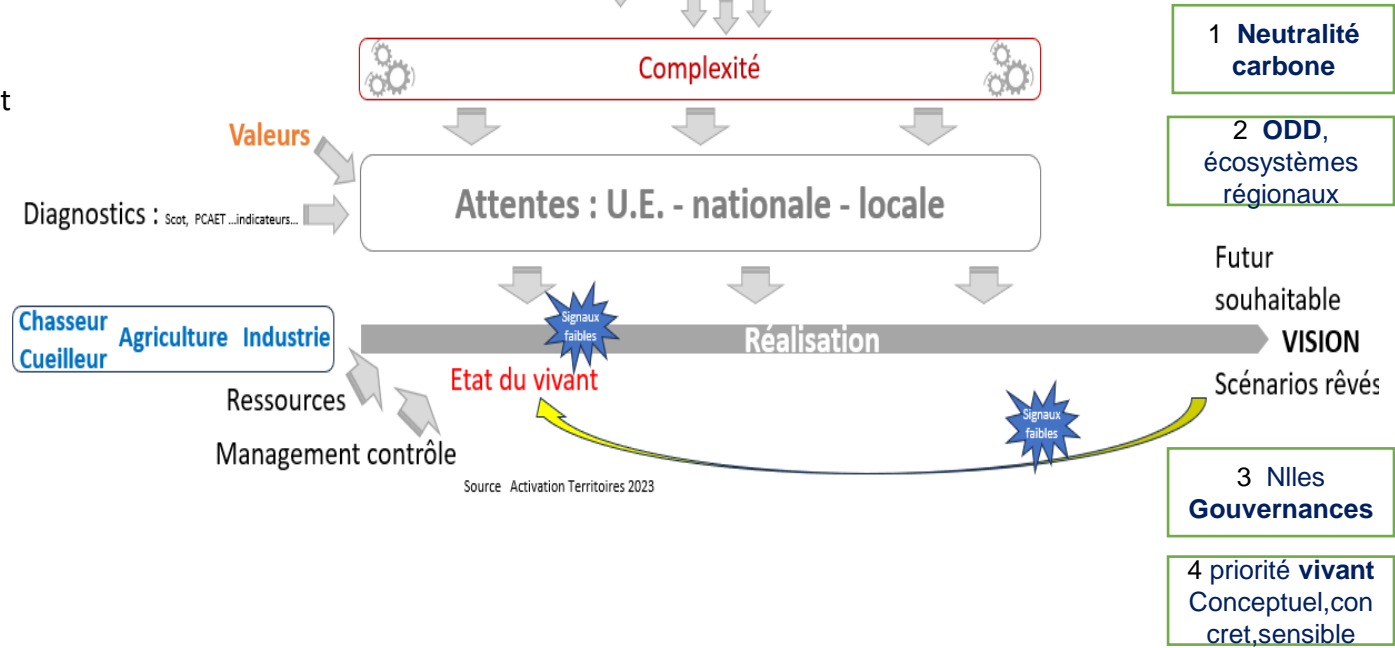 Complexité
t
Valeurs
Diagnostics : Scot, PCAET ...indicateurs...
Attentes : U.E. - nationale - locale
Chasseur
Cueilleur
Agriculture Industrie
Signaux
faibles
Réalisation
Etat du vivant
Ressources
Management contrôle
Signaux
faibles
Source Activation Territoires 2023
1 Neutralité
carbone
2 ODD,
écosystèmes
régionaux
Futur
souhaitable
VISION
Scénarios rêvés
3 Nlles
Gouvernances
4 priorité vivant
Conceptuel,con
cret,sensible